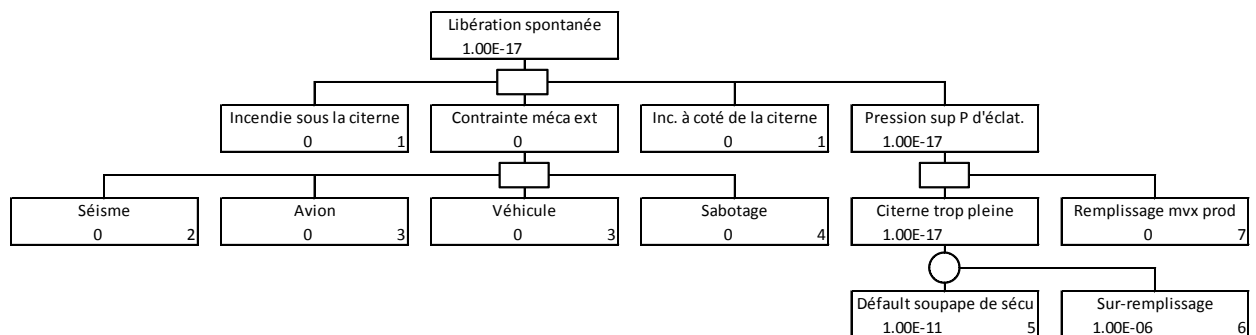 Libération spontanée
1.00E-17
Incendie sous la citerne
0 1
Contrainte méca ext
0
Inc. à coté de la citerne
0 1
Pression sup P d'éclat.
1.00E-17
Séisme
0 2
Avion
0 3
Véhicule
0 3
Sabotage
0 4
Citerne trop pleine
1.00E-17
Remplissage mvx prod
0 7
Défault soupape de sécu
1.00E-11 5
Sur-remplissage
1.00E-06 6